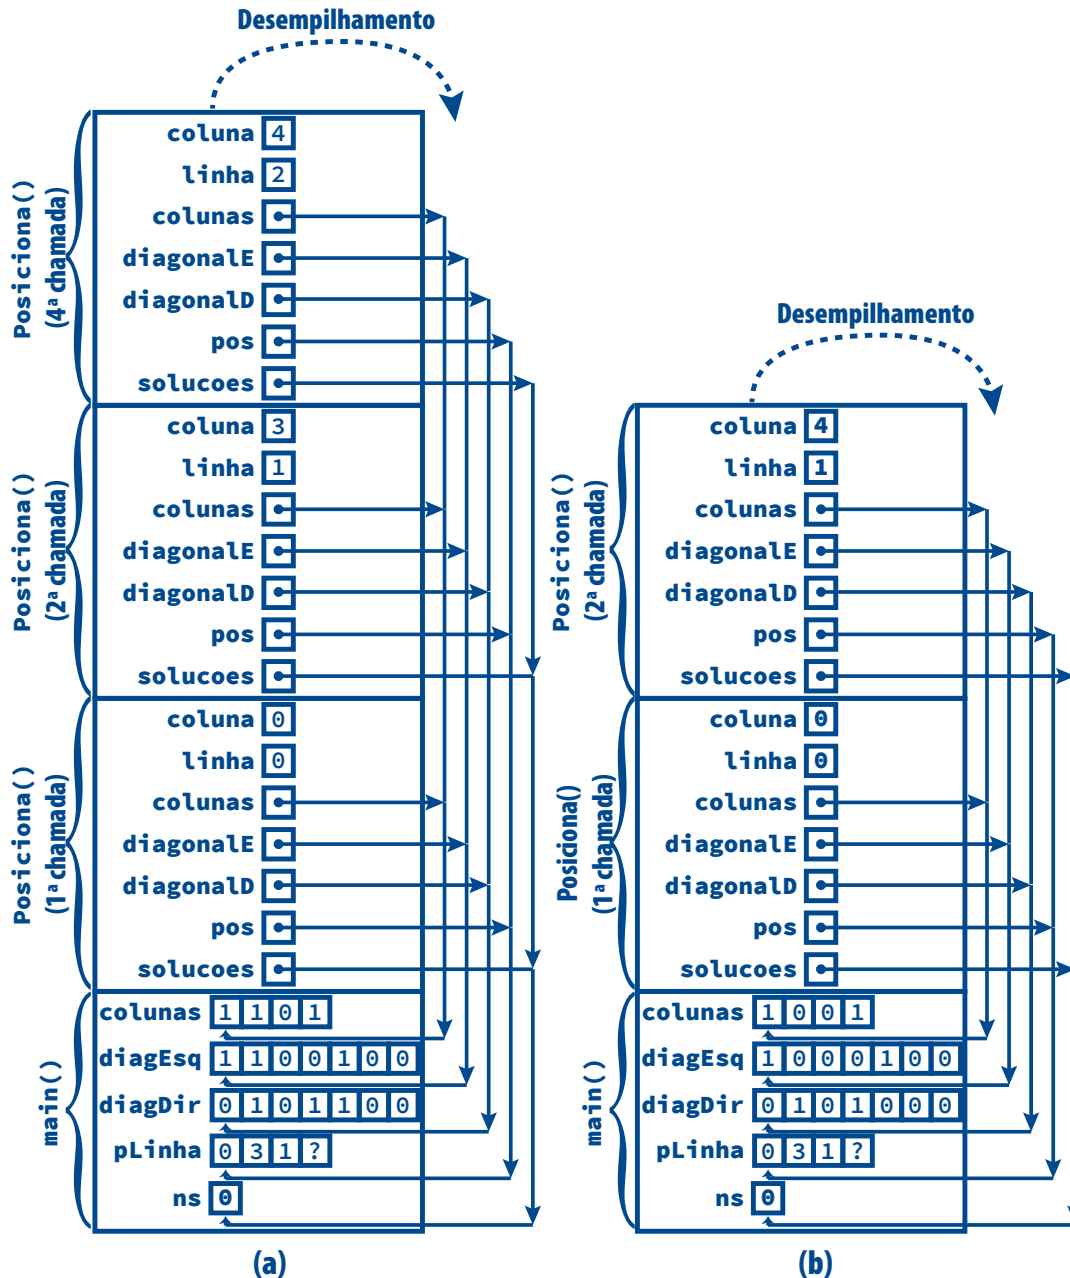 Desempilhamento
Posiciona()
(4ª chamada)
coluna 4
linha 2
colunas
diagonalE
diagonalD
pos
solucoes
Posiciona()
(2ª chamada)
coluna 3
linha 1
colunas
diagonalE
diagonalD
pos
solucoes
Posiciona()
(1ª chamada)
coluna 0
linha 0
colunas
diagonalE
diagonalD
pos
solucoes
main()
colunas 1 1 0 1
diagEsq 1 1 0 0 1 0 0
diagDir 0 1 0 1 1 0 0
pLinha 0 3 1 ?
ns 0
(a)
Desempilhamento
Posiciona()
(2ª chamada)
coluna 4
linha 1
colunas
diagonalE
diagonalD
pos
solucoes
Posiciona()
(1ª chamada)
coluna 0
linha 0
colunas
diagonalE
diagonalD
pos
solucoes
main()
colunas 1 0 0 1
diagEsq 1 0 0 0 1 0 0
diagDir 0 1 0 1 0 0 0
pLinha 0 3 1 ?
ns 0
(b)